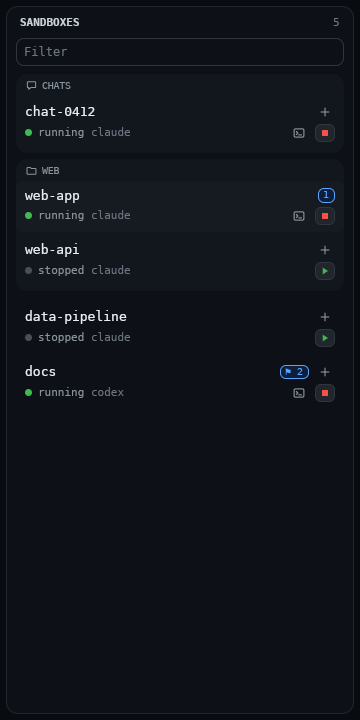 SANDBOXES 5
Filter
CHATS
chat-0412
running claude
WEB
web-app 1
running claude
web-api
stopped claude
data-pipeline
stopped claude
docs 2
running codex